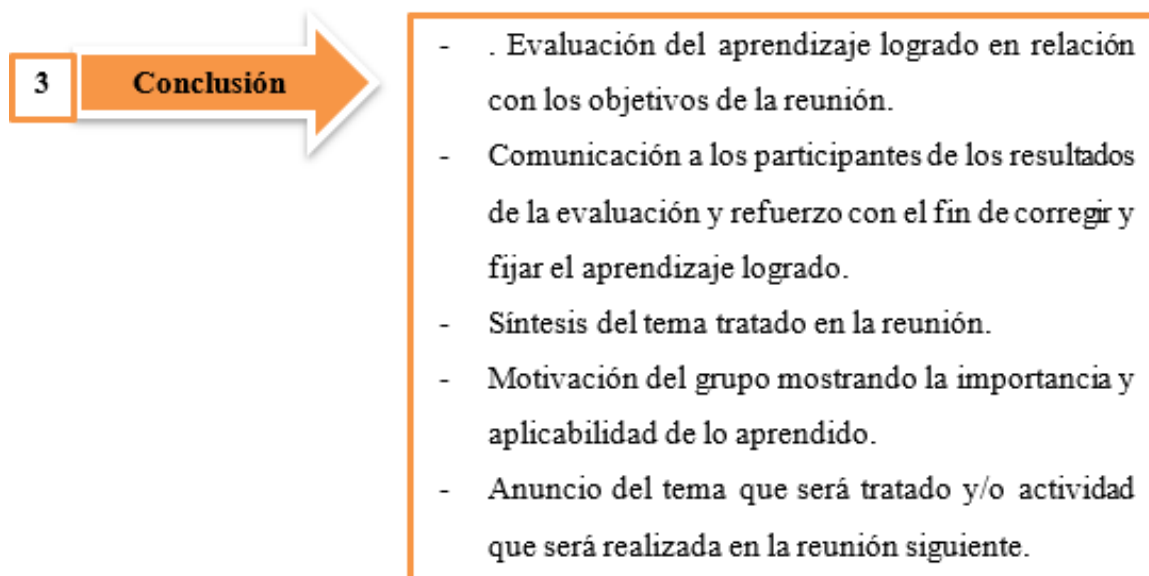 3
Conclusión
- . Evaluación del aprendizaje logrado en relación
con los objetivos de la reunión.
- Comunicación a los participantes de los resultados
de la evaluación y refuerzo con el fin de corregir y
fijar el aprendizaje logrado.
- Síntesis del tema tratado en la reunión.
- Motivación del grupo mostrando la importancia y
aplicabilidad de lo aprendido.
- Anuncio del tema que será tratado y/o actividad
que será realizada en la reunión siguiente.